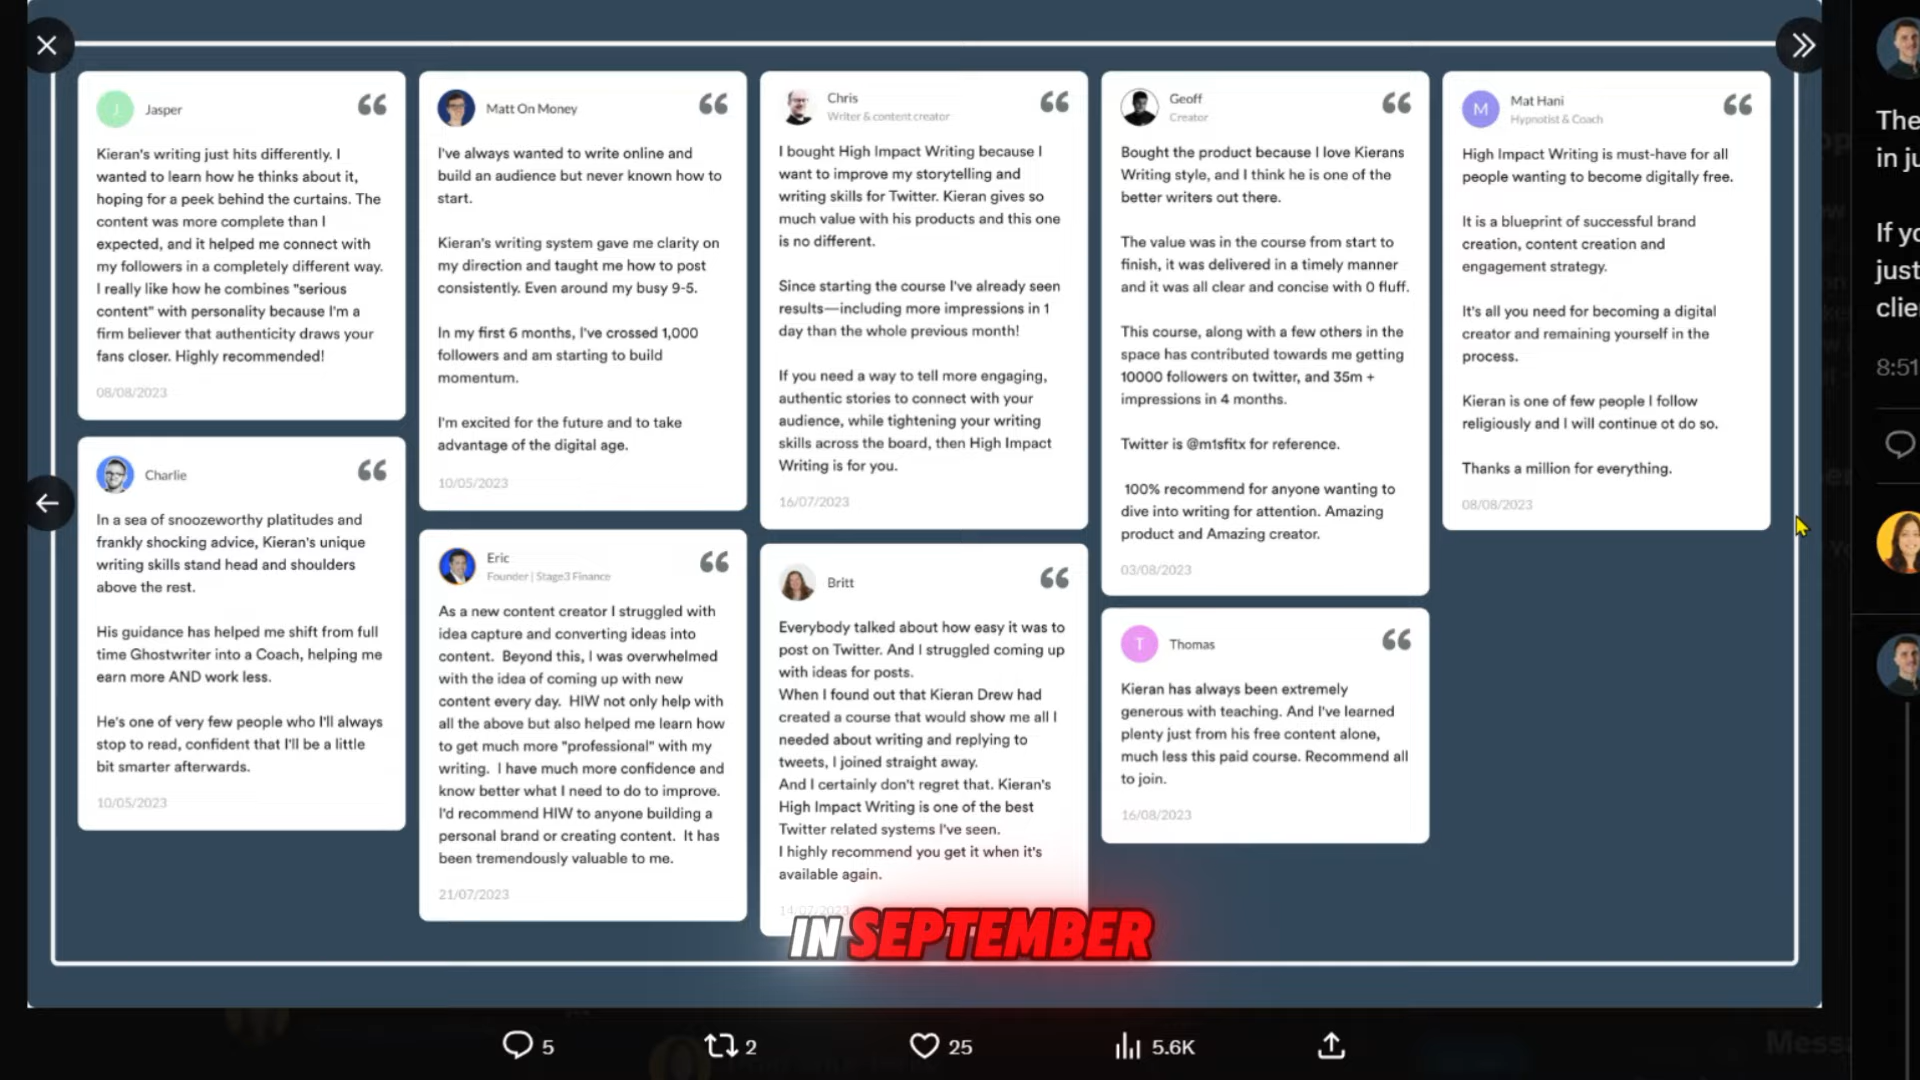 J Jasper
Kieran's writing just hits differently. I
wanted to learn how he thinks about it,
hoping for a peek behind the curtains. The
content was more complete than I
expected, and it helped me connect with
my followers in a completely different way.
I really like how he combines "serious
content" with personality because I'm a
firm believer that authenticity draws your
fans closer. Highly recommended!
08/08/2023
Charlie
In a sea of snoozeworthy platitudes and
frankly shocking advice, Kieran's unique
writing skills stand head and shoulders
above the rest.
His guidance has helped me shift from full
time Ghostwriter into a Coach, helping me
earn more AND work less.
He's one of very few people who I'll always
stop to read, confident that I'll be a little
bit smarter afterwards.
10/05/2023
Matt On Money
I've always wanted to write online and
build an audience but never known how to
start.
Kieran's writing system gave me clarity on
my direction and taught me how to post
consistently. Even around my busy 9-5.
In my first 6 months, I've crossed 1,000
followers and am starting to build
momentum.
I'm excited for the future and to take
advantage of the digital age.
10/05/2023
Eric
Founder | Stage3 Finance
As a new content creator I struggled with
idea capture and converting ideas into
content. Beyond this, I was overwhelmed
with the idea of coming up with new
content every day. HIW not only help with
all the above but also helped me learn how
to get much more "professional" with my
writing. I have much more confidence and
know better what I need to do to improve.
I'd recommend HIW to anyone building a
personal brand or creating content. It has
been tremendously valuable to me.
21/07/2023
Chris
Writer & content creator
I bought High Impact Writing because I
want to improve my storytelling and
writing skills for Twitter. Kieran gives so
much value with his products and this one
is no different.
Since starting the course I've already seen
results—including more impressions in 1
day than the whole previous month!
If you need a way to tell more engaging,
authentic stories to connect with your
audience, while tightening your writing
skills across the board, then High Impact
Writing is for you.
16/07/2023
Britt
Everybody talked about how easy it was to
post on Twitter. And I struggled coming up
with ideas for posts.
When I found out that Kieran Drew had
created a course that would show me all I
needed about writing and replying to
tweets, I joined straight away.
And I certainly don't regret that. Kieran's
High Impact Writing is one of the best
Twitter related systems I've seen.
I highly recommend you get it when it's
available again.
14/07/2023
Geoff
Creator
Bought the product because I love Kierans
Writing style, and I think he is one of the
better writers out there.
The value was in the course from start to
finish, it was delivered in a timely manner
and it was all clear and concise with 0 fluff.
This course, along with a few others in the
space has contributed towards me getting
10000 followers on twitter, and 35m +
impressions in 4 months.
Twitter is @m1sfitx for reference.
100% recommend for anyone wanting to
dive into writing for attention. Amazing
product and Amazing creator.
03/08/2023
T Thomas
Kieran has always been extremely
generous with teaching. And I've learned
plenty just from his free content alone,
much less this paid course. Recommend all
to join.
16/08/2023
M Mat Hani
Hypnotist & Coach
High Impact Writing is must-have for all
people wanting to become digitally free.
It is a blueprint of successful brand
creation, content creation and
engagement strategy.
It's all you need for becoming a digital
creator and remaining yourself in the
process.
Kieran is one of few people I follow
religiously and I will continue ot do so.
Thanks a million for everything.
08/08/2023
IN SEPTEMBER
5 2 25 5.6K
The
in ju
If yo
just
clie
8:51
Mess